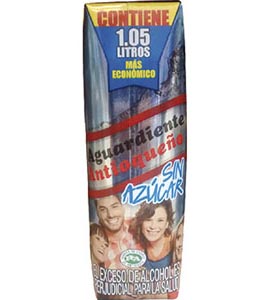 CONTIENE
1.05
LITROS
MÁS
ECONÓMICO
Aguardiente
Antioqueño
SIN
AZÚCAR
EL EXCESO DE ALCOHOL ES
PERJUDICIAL PARA LA SALUD